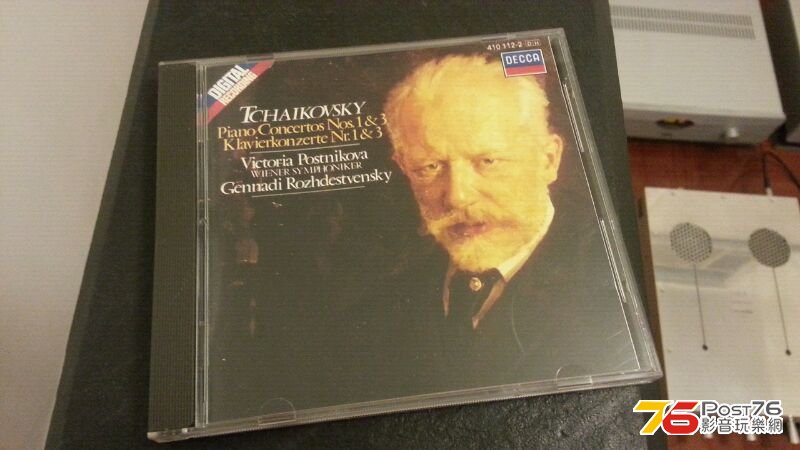 410 112-2 DH
DECCA
DIGITAL
RECORDING
TCHAIKOVSKY
Piano Concertos Nos. 1 & 3
Klavierkonzerte Nr. 1 & 3
Victoria Postnikova
WIENER SYMPHONIKER
Gennadi Rozhdestvensky
76 POST76
影音玩樂網